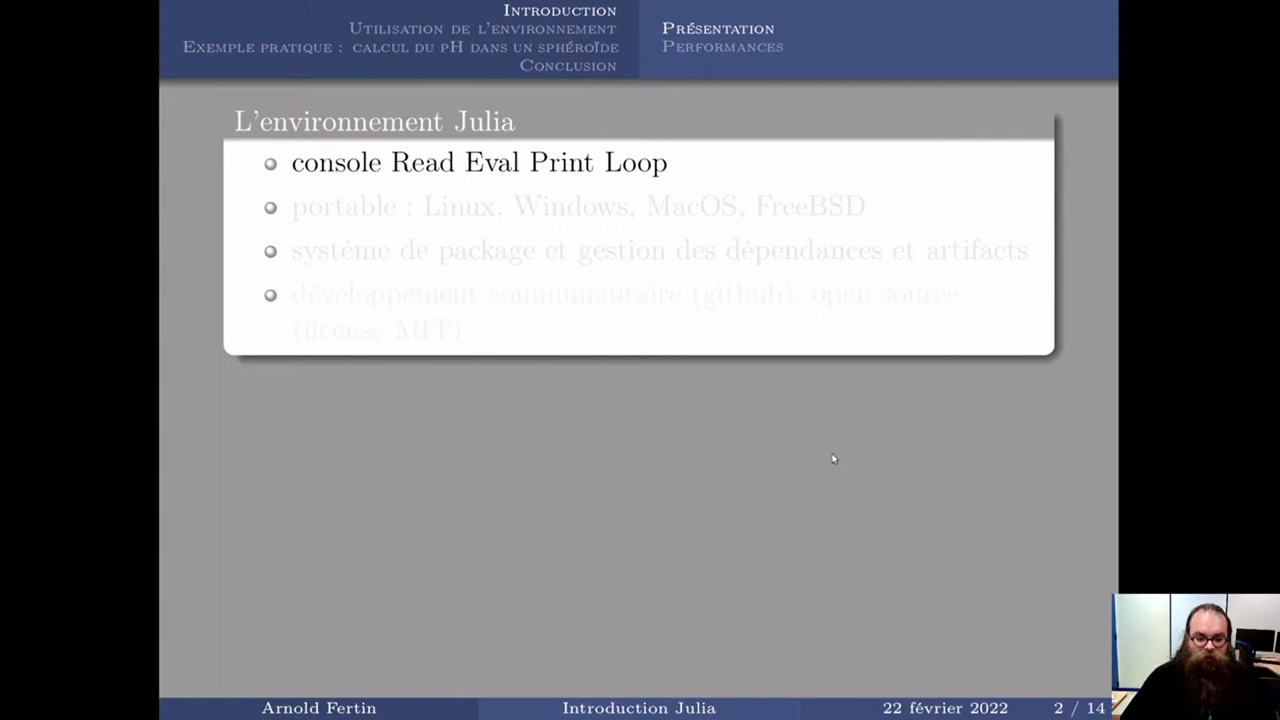 Introduction
Utilisation de l'environnement
Exemple pratique : calcul du pH dans un sphéroïde
Conclusion
Présentation
Performances
L'environnement Julia
console Read Eval Print Loop
portable : Linux, Windows, MacOS, FreeBSD
système de package et gestion des dépendances et artifacts
développement communautaire (github), open source
(license MIT)
Arnold Fertin
Introduction Julia
22 février 2022
2 / 14